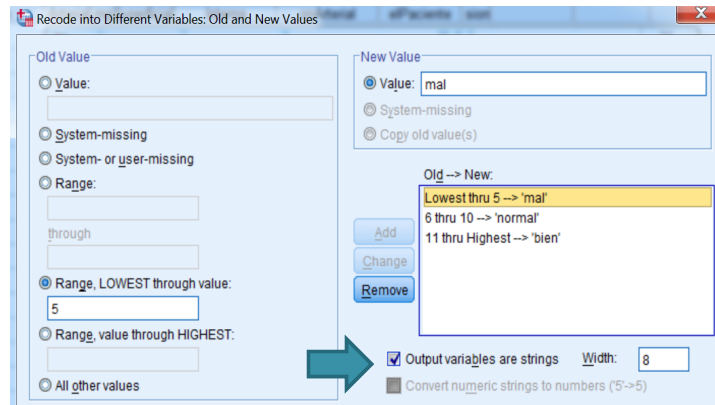 Recode into Different Variables: Old and New Values
Old Value
Value:
System-missing
System- or user-missing
Range:
through
Range, LOWEST through value:
5
Range, value through HIGHEST:
All other values
New Value
Value: mal
System-missing
Copy old value(s)
Old --> New:
Lowest thru 5 --> 'mal'
6 thru 10 --> 'normal'
11 thru Highest --> 'bien'
Add
Change
Remove
Output variables are strings Width: 8
Convert numeric strings to numbers ('5'->5)